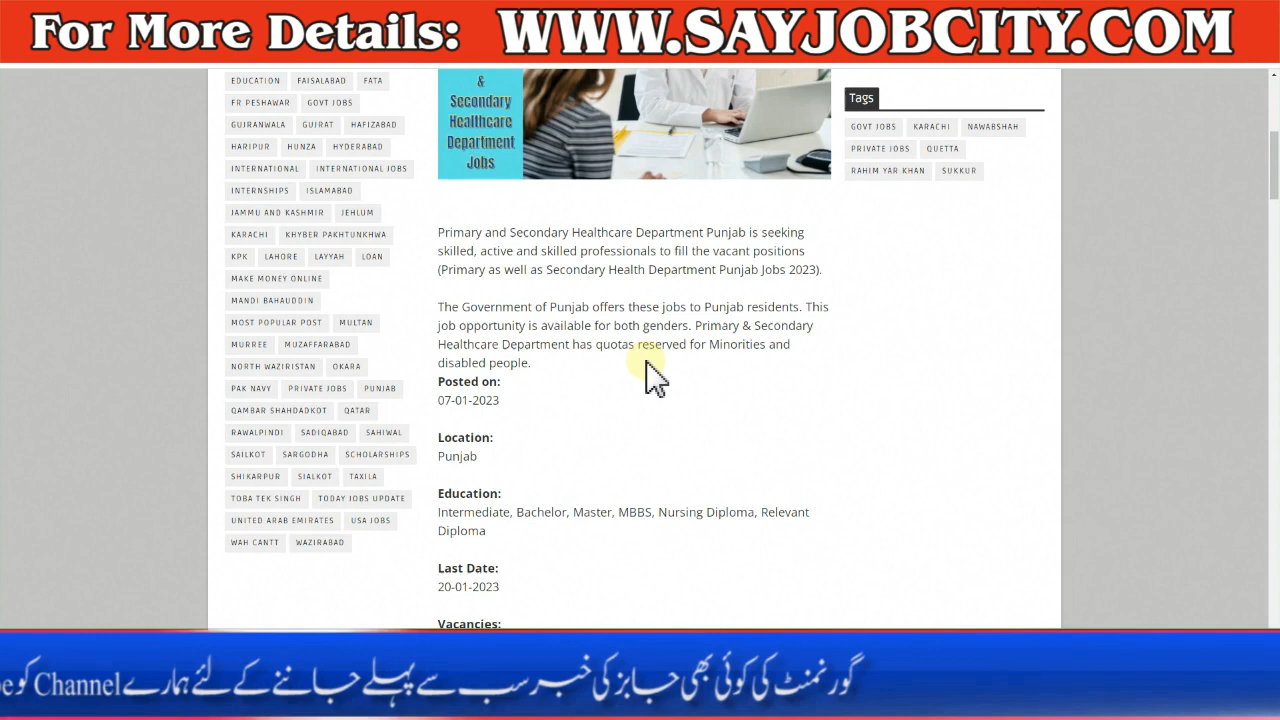 For More Details: WWW.SAYJOBCITY.COM
EDUCATION FAISALABAD FATA
FR PESHAWAR GOVT JOBS
GUJRANWALA GUJRAT HAFIZABAD
HARIPUR HUNZA HYDERABAD
INTERNATIONAL INTERNATIONAL JOBS
INTERNSHIPS ISLAMABAD
JAMMU AND KASHMIR JEHLUM
KARACHI KHYBER PAKHTUNKHWA
KPK LAHORE LAYYAH LOAN
MAKE MONEY ONLINE
MANDI BAHAUDDIN
MOST POPULAR POST MULTAN
MURREE MUZAFFARABAD
NORTH WAZIRISTAN OKARA
PAK NAVY PRIVATE JOBS PUNJAB
QAMBAR SHAHDADKOT QATAR
RAWALPINDI SADIQABAD SAHIWAL
SAILKOT SARGODHA SCHOLARSHIPS
SHIKARPUR SIALKOT TAXILA
TOBA TEK SINGH TODAY JOBS UPDATE
UNITED ARAB EMIRATES USA JOBS
WAH CANTT WAZIRABAD
&
Secondary
Healthcare
Department
Jobs
Primary and Secondary Healthcare Department Punjab is seeking
skilled, active and skilled professionals to fill the vacant positions
(Primary as well as Secondary Health Department Punjab Jobs 2023).
The Government of Punjab offers these jobs to Punjab residents. This
job opportunity is available for both genders. Primary & Secondary
Healthcare Department has quotas reserved for Minorities and
disabled people.
Posted on:
07-01-2023
Location:
Punjab
Education:
Intermediate, Bachelor, Master, MBBS, Nursing Diploma, Relevant
Diploma
Last Date:
20-01-2023
Vacancies:
Tags
GOVT JOBS KARACHI NAWABSHAH
PRIVATE JOBS QUETTA
RAHIM YAR KHAN SUKKUR
گورنمنٹ کی کوئی بھی جابز کی خبر سب سے پہلے جاننے کے لئے ہمارے Channel کو